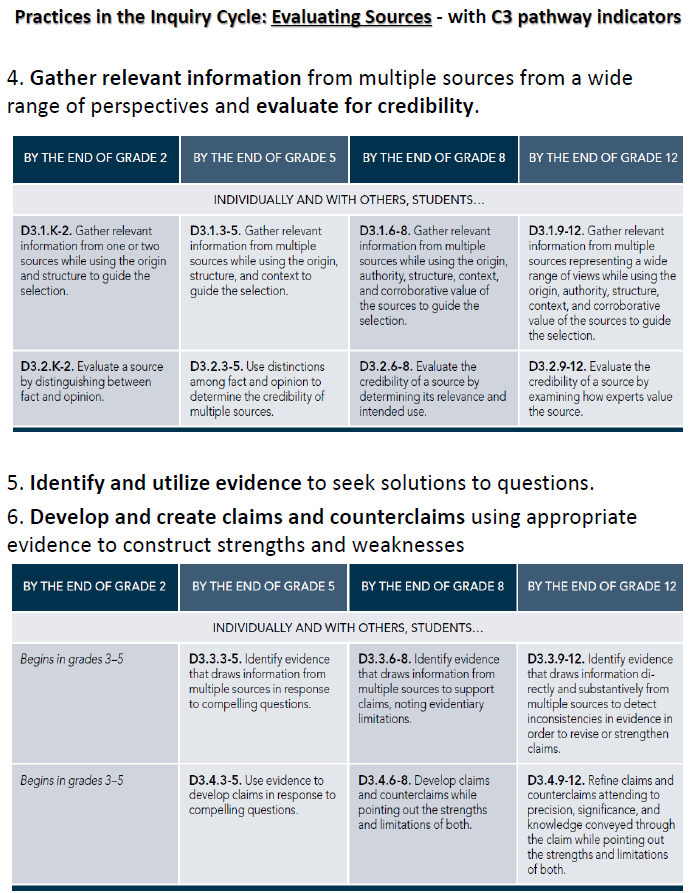 Practices in the Inquiry Cycle: Evaluating Sources - with C3 pathway indicators
4. Gather relevant information from multiple sources from a wide
range of perspectives and evaluate for credibility.
BY THE END OF GRADE 2
BY THE END OF GRADE 5
BY THE END OF GRADE 8
BY THE END OF GRADE 12
INDIVIDUALLY AND WITH OTHERS, STUDENTS…
D3.1.K-2. Gather relevant
information from one or two
sources while using the origin
and structure to guide the
selection.
D3.1.3-5. Gather relevant
information from multiple
sources while using the origin,
structure, and context to
guide the selection.
D3.1.6-8. Gather relevant
information from multiple
sources while using the origin,
authority, structure, context,
and corroborative value of
the sources to guide the
selection.
D3.1.9-12. Gather relevant
information from multiple
sources representing a wide
range of views while using the
origin, authority, structure,
context, and corroborative
value of the sources to guide
the selection.
D3.2.K-2. Evaluate a source
by distinguishing between
fact and opinion.
D3.2.3-5. Use distinctions
among fact and opinion to
determine the credibility of
multiple sources.
D3.2.6-8. Evaluate the
credibility of a source by
determining its relevance and
intended use.
D3.2.9-12. Evaluate the
credibility of a source by
examining how experts value
the source.
5. Identify and utilize evidence to seek solutions to questions.
6. Develop and create claims and counterclaims using appropriate
evidence to construct strengths and weaknesses
BY THE END OF GRADE 2
BY THE END OF GRADE 5
BY THE END OF GRADE 8
BY THE END OF GRADE 12
INDIVIDUALLY AND WITH OTHERS, STUDENTS…
Begins in grades 3–5
D3.3.3-5. Identify evidence
that draws information from
multiple sources in response
to compelling questions.
D3.3.6-8. Identify evidence
that draws information from
multiple sources to support
claims, noting evidentiary
limitations.
D3.3.9-12. Identify evidence
that draws information di-
rectly and substantively from
multiple sources to detect
inconsistencies in evidence in
order to revise or strengthen
claims.
Begins in grades 3–5
D3.4.3-5. Use evidence to
develop claims in response to
compelling questions.
D3.4.6-8. Develop claims
and counterclaims while
pointing out the strengths
and limitations of both.
D3.4.9-12. Refine claims and
counterclaims attending to
precision, significance, and
knowledge conveyed through
the claim while pointing out
the strengths and limitations
of both.